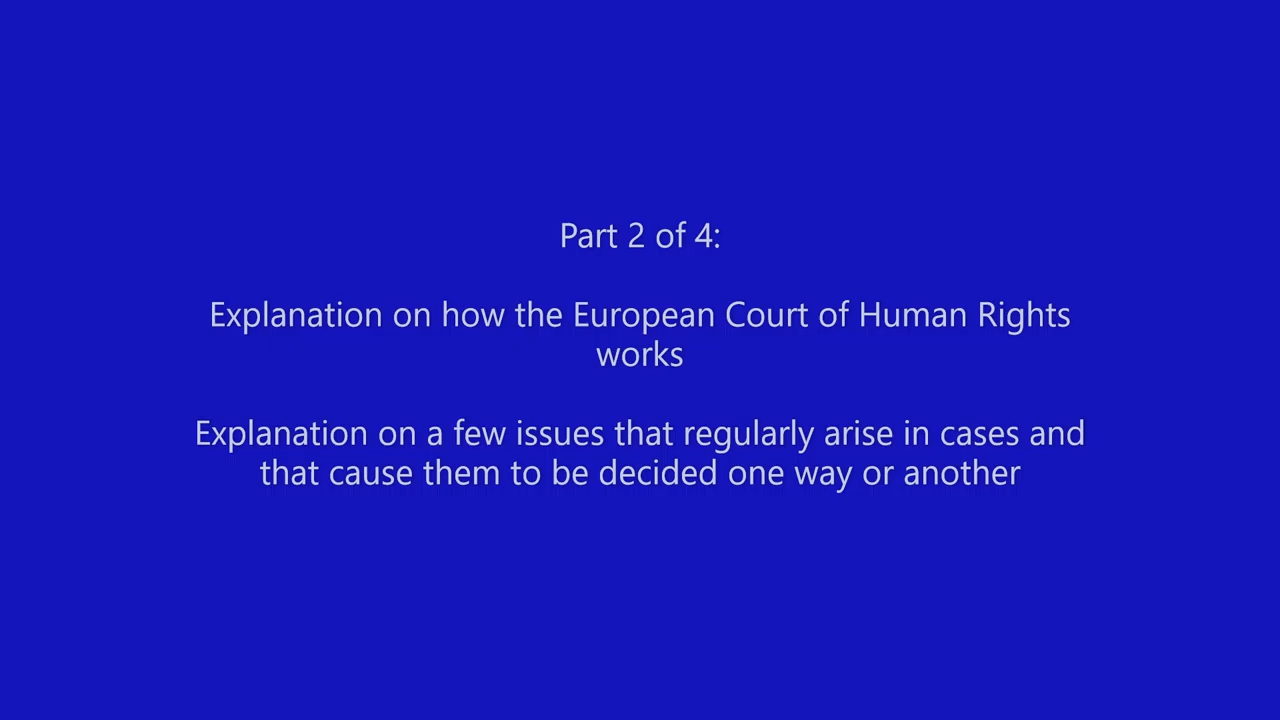 Part 2 of 4:
Explanation on how the European Court of Human Rights
works
Explanation on a few issues that regularly arise in cases and
that cause them to be decided one way or another